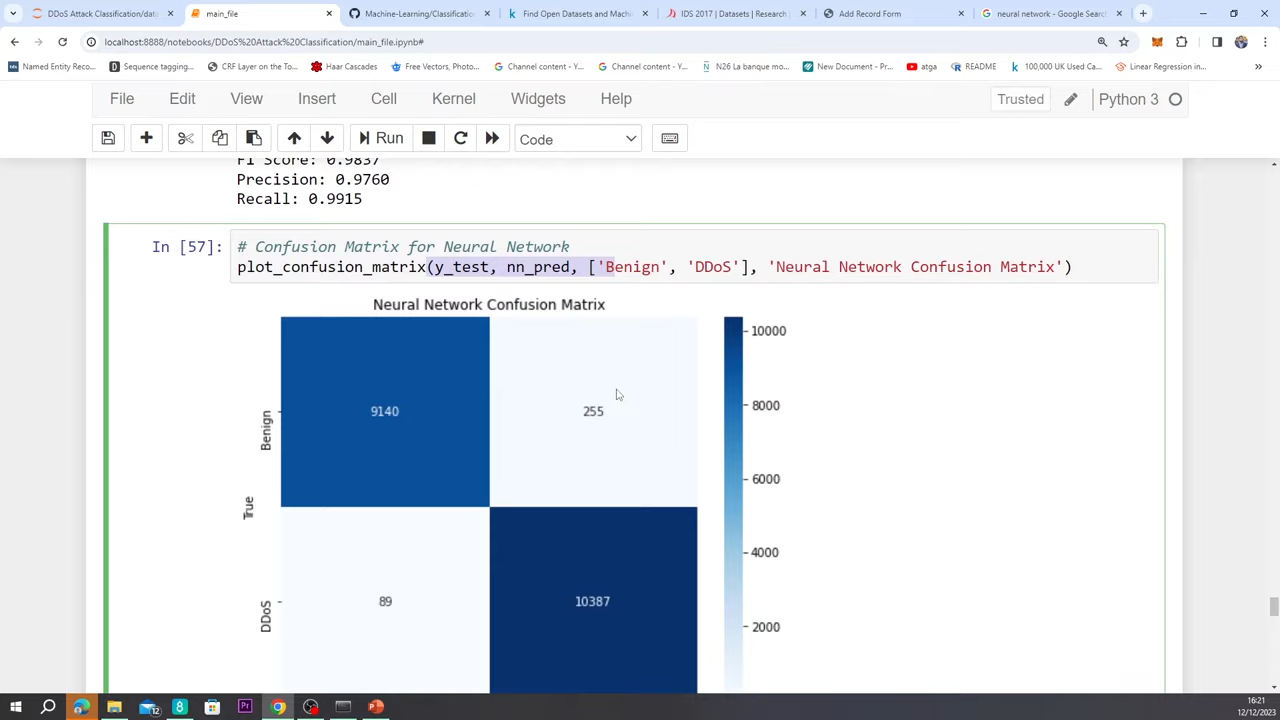 DDoS Attack Classification/data
main_file
Machine-Learning/Classification
Find Open Datasets and Machine
IDS 2017 | Datasets | Research
Add Record Form
neural network - Google Search
localhost:8888/notebooks/DDoS%20Attack%20Classification/main_file.ipynb#
Named Entity Reco...
Sequence tagging...
CRF Layer on the To...
Haar Cascades
Free Vectors, Photo...
Channel content - Y...
Channel content - Y...
N26 La banque mo...
New Document - Pr...
atga
README
100,000 UK Used Ca...
Linear Regression in...
File Edit View Insert Cell Kernel Widgets Help
Trusted
Python 3
Run
Code
F1 Score: 0.9837
Precision: 0.9760
Recall: 0.9915
In [57]:
# Confusion Matrix for Neural Network
plot_confusion_matrix(y_test, nn_pred, ['Benign', 'DDoS'], 'Neural Network Confusion Matrix')
Neural Network Confusion Matrix
10000
8000
6000
4000
2000
Benign
9140
255
True
DDoS
89
10387
12
8
16:21
12/12/2023